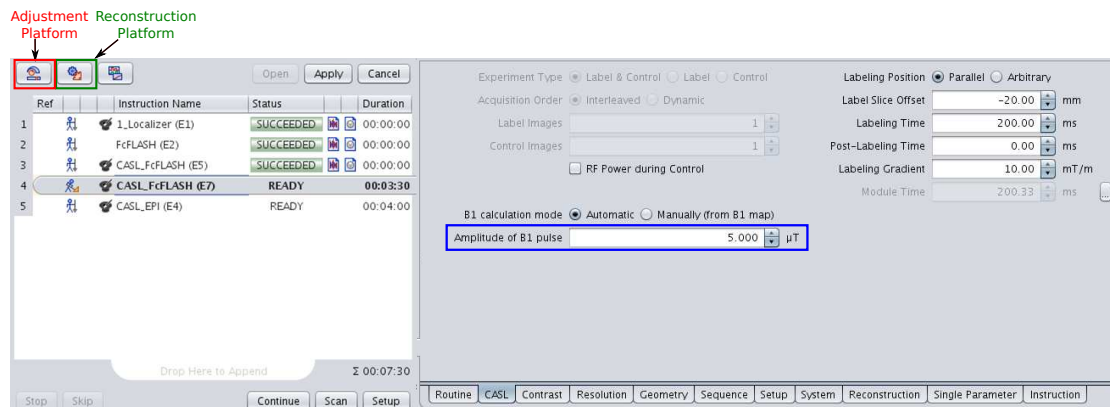 Adjustment Platform
Reconstruction Platform
Open Apply Cancel
Ref Instruction Name Status Duration
1 1_Localizer (E1) SUCCEEDED 00:00:00
2 FcFLASH (E2) SUCCEEDED 00:00:00
3 CASL_FcFLASH (E5) SUCCEEDED 00:00:00
4 CASL_FcFLASH (E7) READY 00:03:30
5 CASL_EPI (E4) READY 00:04:00
Drop Here to Append Σ 00:07:30
Stop Skip Continue Scan Setup
Experiment Type Label & Control Label Control
Acquisition Order Interleaved Dynamic
Label Images 1
Control Images 1
RF Power during Control
B1 calculation mode Automatic Manually (from B1 map)
Amplitude of B1 pulse 5.000 µT
Labeling Position Parallel Arbitrary
Label Slice Offset -20.00 mm
Labeling Time 200.00 ms
Post-Labeling Time 0.00 ms
Labeling Gradient 10.00 mT/m
Module Time 200.33 ms ...
Routine CASL Contrast Resolution Geometry Sequence Setup System Reconstruction Single Parameter Instruction